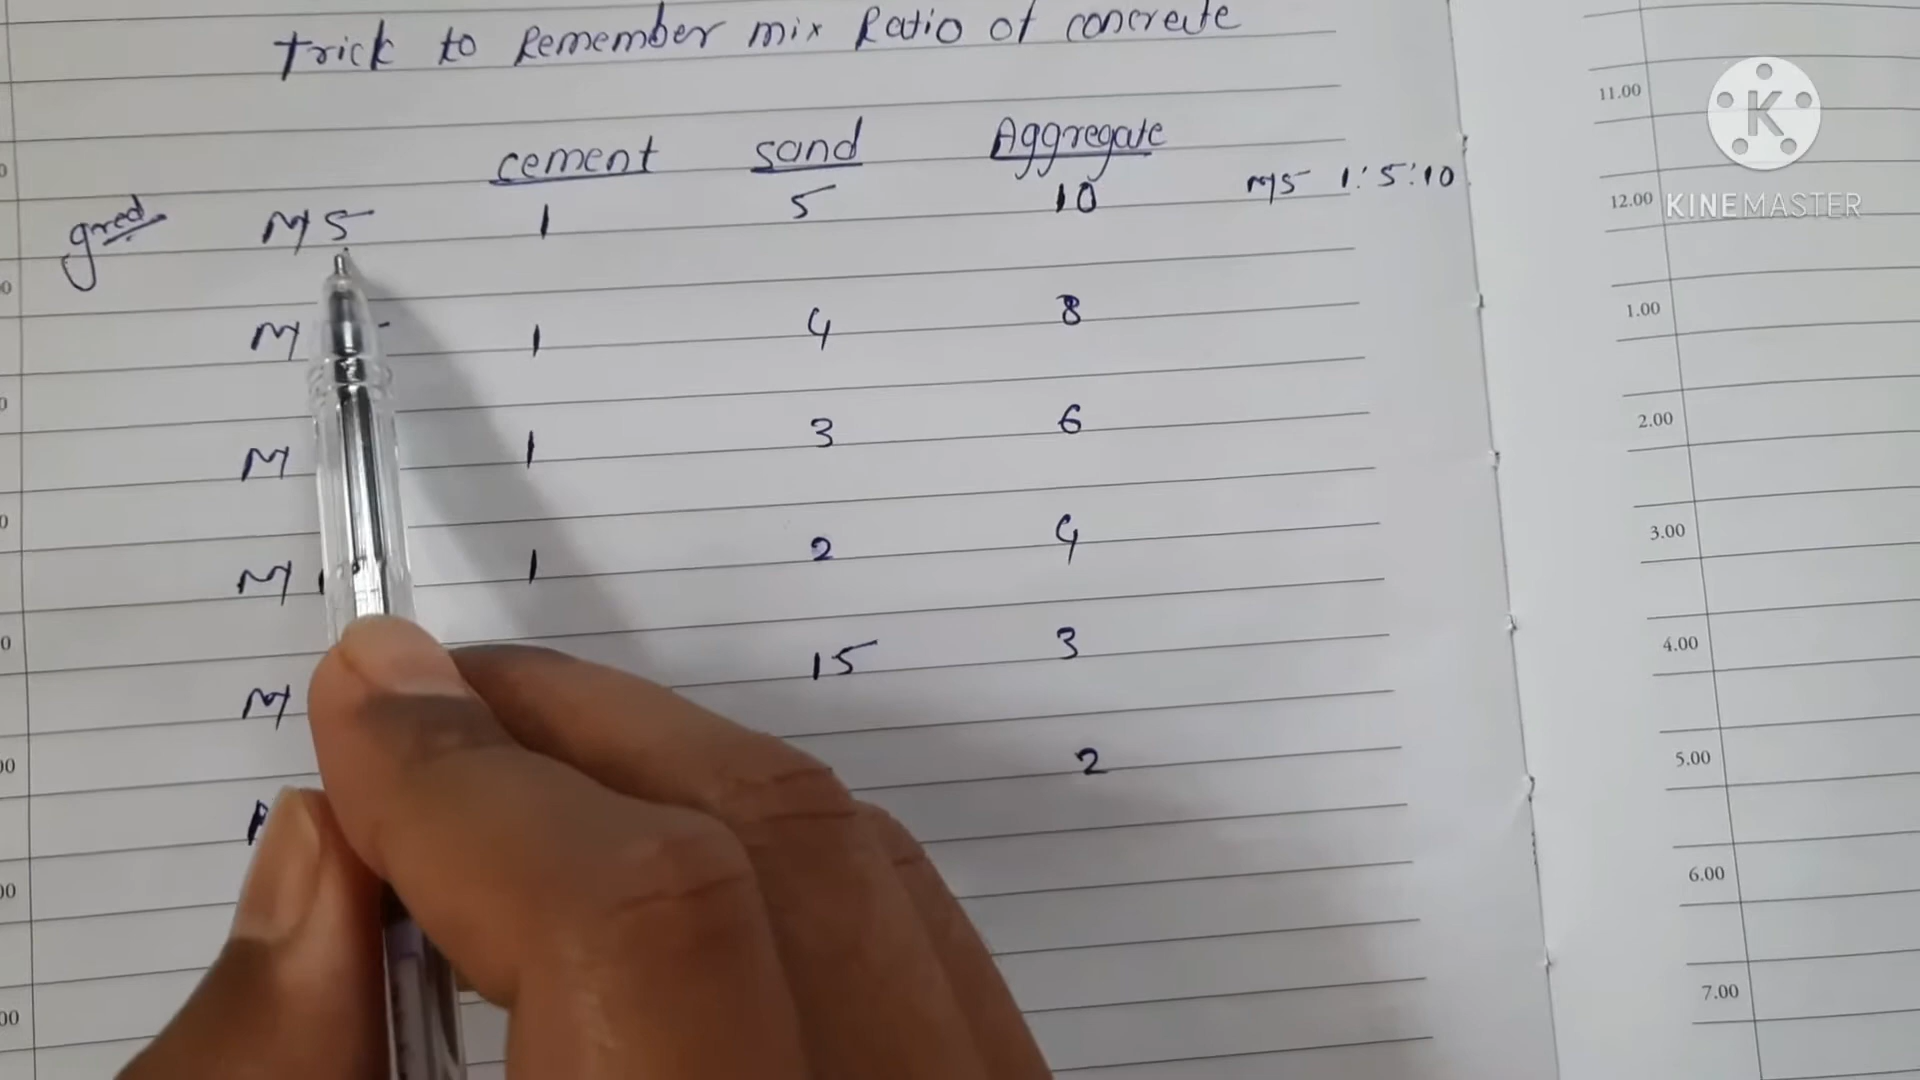 Trick to Remember mix Ratio of concrete
cement sand Aggregate
gred M5 1 5 10 M5 1:5:10
M 1 4 8
M 1 3 6
M 1 2 4
M 15 3
2
11.00
12.00
1.00
2.00
3.00
4.00
5.00
6.00
7.00
K
KINEMASTER